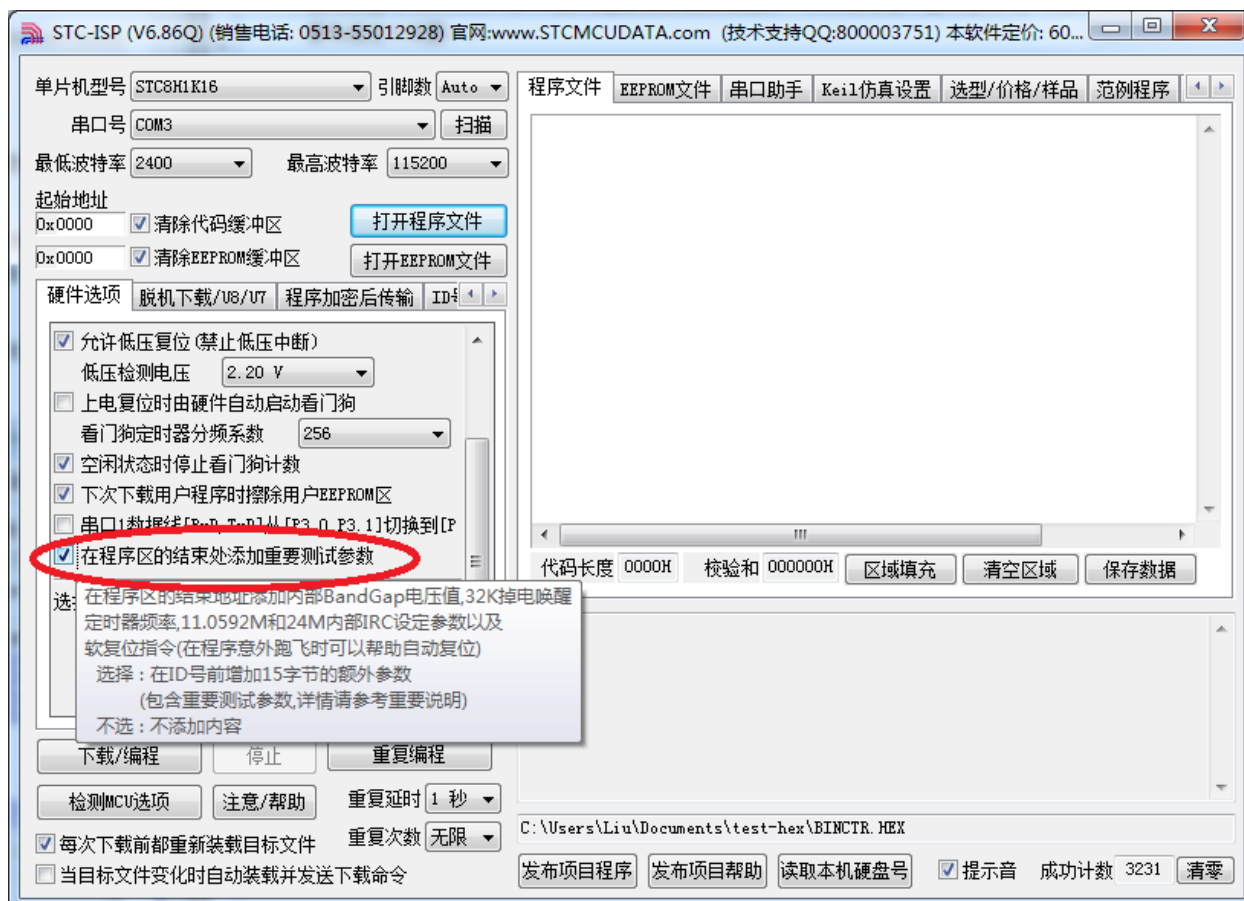 STC-ISP (V6.86Q) (销售电话: 0513-55012928) 官网:www.STCMCUDATA.com (技术支持QQ:800003751) 本软件定价: 60...
单片机型号 STC8H1K16 引脚数 Auto
串口号 COM3 扫描
最低波特率 2400 最高波特率 115200
起始地址
0x0000 清除代码缓冲区 打开程序文件
0x0000 清除EEPROM缓冲区 打开EEPROM文件
硬件选项 脱机下载/U8/U7 程序加密后传输
允许低压复位(禁止低压中断)
低压检测电压 2.20 V
上电复位时由硬件自动启动看门狗
看门狗定时器分频系数 256
空闲状态时停止看门狗计数
下次下载用户程序时擦除用户EEPROM区
串口1数据线[RxD,TxD]从[P3.0,P3.1]切换到[P
在程序区的结束处添加重要测试参数
在程序区的结束地址添加内部BandGap电压值,32K掉电唤醒
定时器频率,11.0592M和24M内部IRC设定参数以及
软复位指令(在程序意外跑飞时可以帮助自动复位)
选择 : 在ID号前增加15字节的额外参数
(包含重要测试参数,详情请参考重要说明)
不选 : 不添加内容
下载/编程 停止 重复编程
检测MCU选项 注意/帮助 重复延时 1 秒
每次下载前都重新装载目标文件 重复次数 无限
当目标文件变化时自动装载并发送下载命令
程序文件 EEPROM文件 串口助手 Keil仿真设置 选型/价格/样品 范例程序
代码长度 0000H 校验和 000000H 区域填充 清空区域 保存数据
C:\Users\Liu\Documents\test-hex\BINCTR.HEX
发布项目程序 发布项目帮助 读取本机硬盘号 提示音 成功计数 3231 清零